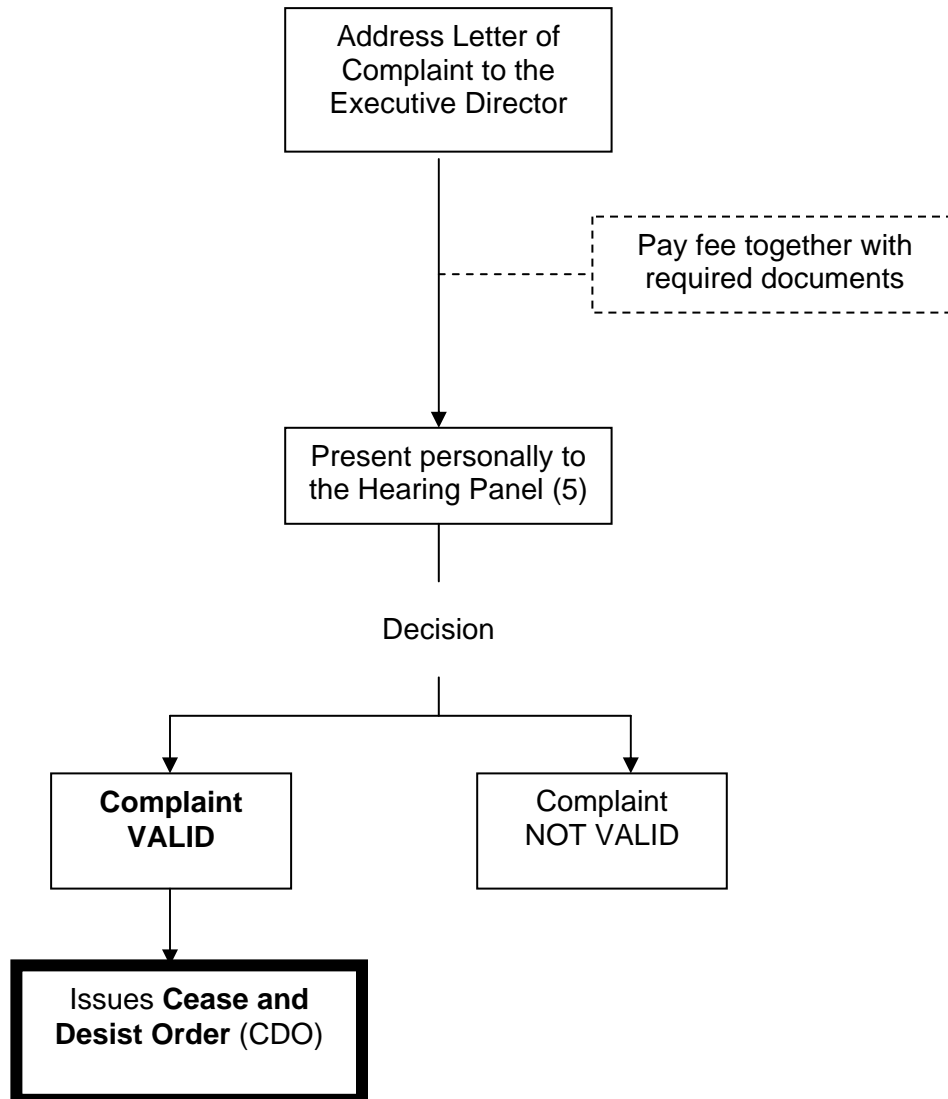 Address Letter of
Complaint to the
Executive Director
Pay fee together with
required documents
Present personally to
the Hearing Panel (5)
Decision
Complaint
VALID
Complaint
NOT VALID
Issues Cease and
Desist Order (CDO)